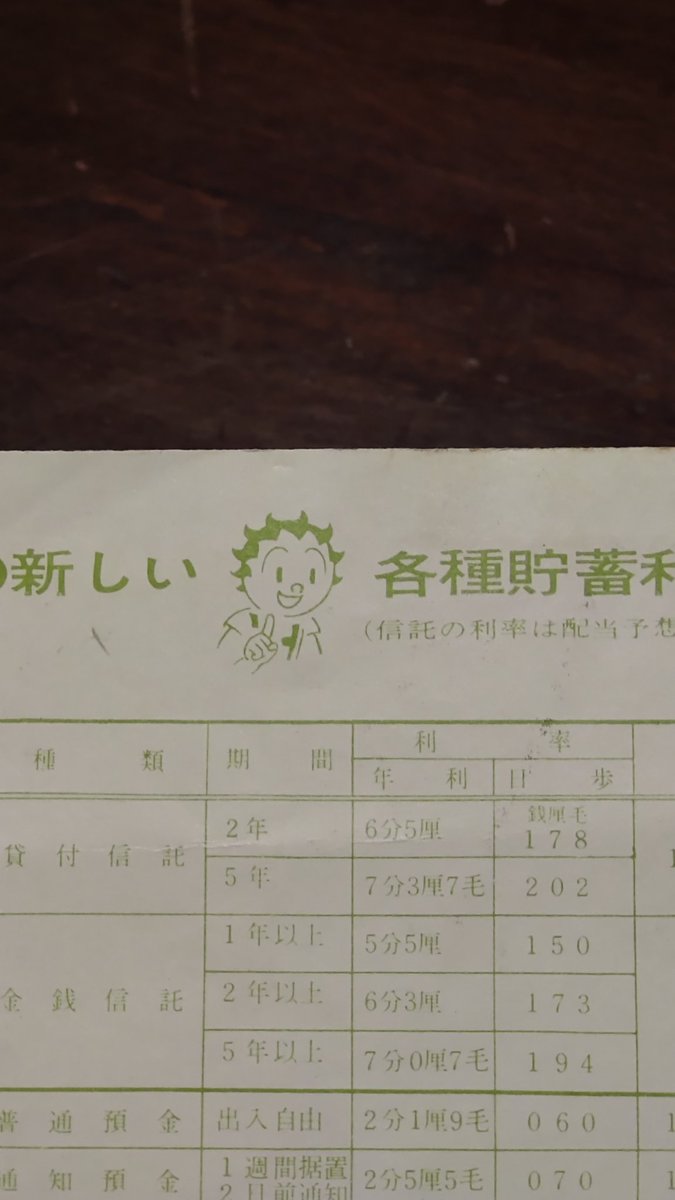 新しい 各種貯蓄
(信託の利率は配当予想
種類 期間 利率
年利 日歩
貸付信託 2年 6分5厘 銭厘毛 178
5年 7分3厘7毛 202
金銭信託 1年以上 5分5厘 150
2年以上 6分3厘 173
5年以上 7分0厘7毛 194
普通預金 出入自由 2分1厘9毛 060
通知預金 1週間据置 2分5厘5毛 070
2日前通知